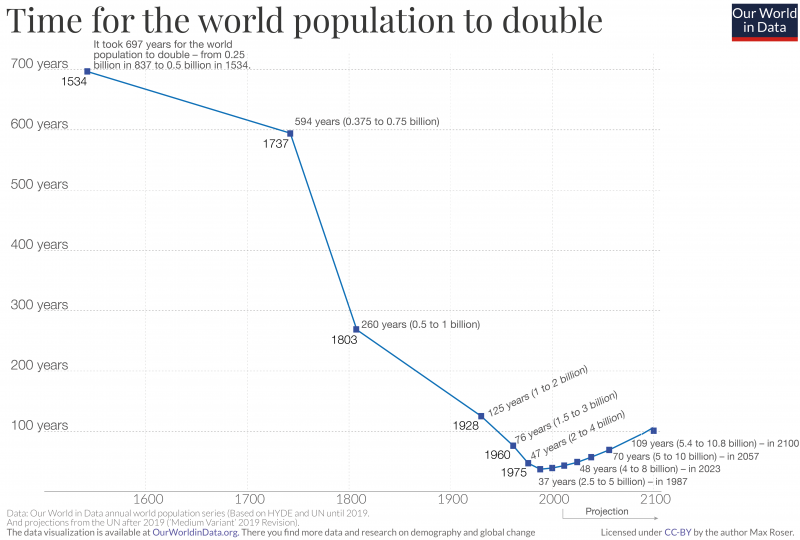 Time for the world population to double
Our World
in Data
It took 697 years for the world
population to double – from 0.25
billion in 837 to 0.5 billion in 1534.
700 years
1534
594 years (0.375 to 0.75 billion)
600 years
1737
500 years
400 years
300 years
260 years (0.5 to 1 billion)
1803
200 years
125 years (1 to 2 billion)
76 years (1.5 to 3 billion)
47 years (2 to 4 billion)
100 years
1928
1960
1975
109 years (5.4 to 10.8 billion) – in 2100
70 years (5 to 10 billion) – in 2057
48 years (4 to 8 billion) – in 2023
37 years (2.5 to 5 billion) – in 1987
1600
1700
1800
1900
2000
2100
Projection
Data: Our World in Data annual world population series (Based on HYDE and UN until 2019.
And projections from the UN after 2019 ('Medium Variant' 2019 Revision).
The data visualization is available at OurWorldinData.org. There you find more data and research on demography and global change
Licensed under CC-BY by the author Max Roser.